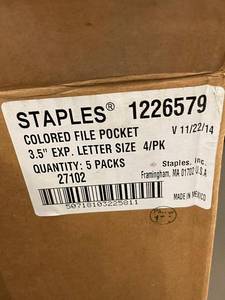 STAPLES® 1226579
COLORED FILE POCKET V 11/22/14
3.5" EXP. LETTER SIZE 4/PK
QUANTITY: 5 PACKS Staples, Inc.
27102 Framingham, MA 01702 U.S.A
MADE IN MEXICO
50718103225811